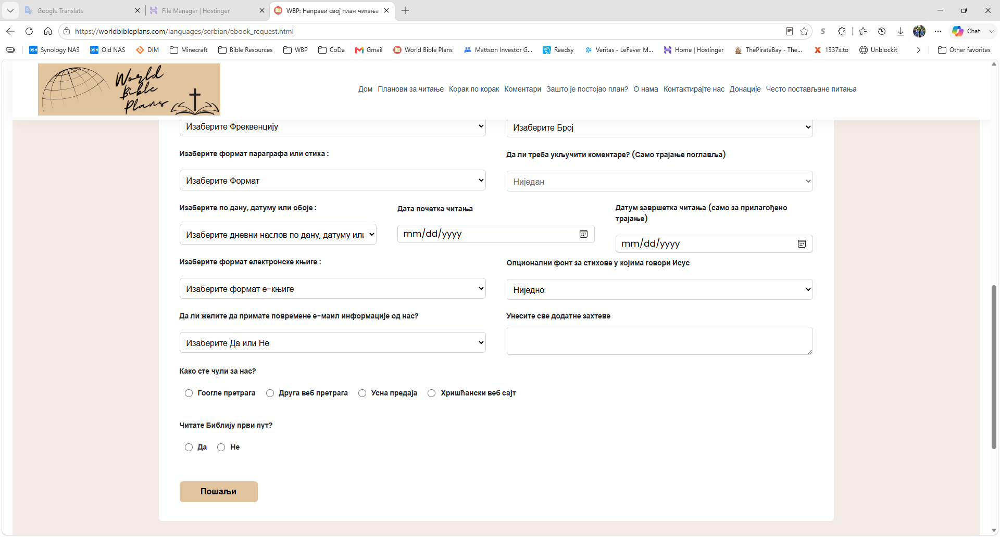 Google Translate
File Manager | Hostinger
WBP: Направи свој план читања
https://worldbibleplans.com/languages/serbian/ebook_request.html
Chat
Synology NAS
Old NAS
DIM
Minecraft
Bible Resources
WBP
CoDa
Gmail
World Bible Plans
Mattson Investor G...
Reedsy
Veritas - LeFever M...
Home | Hostinger
ThePirateBay - The...
1337x.to
Unblockit
Other favorites
World
Bible
Plans
Дом Планови за читање Корак по корак Коментари Зашто је постојао план? О нама Контактирајте нас Донације Често постављане питања
Изаберите Фреквенцију
Изаберите Број
Изаберите формат параграфа или стиха :
Да ли треба укључити коментаре? (Само трајање поглавља)
Изаберите Формат
Ниједан
Изаберите по дану, датуму или обоје :
Дата почетка читања
Датум завршетка читања (само за прилагођено
трајање)
Изаберите дневни наслов по дану, датуму или
mm/dd/yyyy
mm/dd/yyyy
Изаберите формат електронске књиге :
Опционални фонт за стихове у којима говори Исус
Изаберите формат е-књиге
Ниједно
Да ли желите да примате повремене е-маил информације од нас?
Унесите све додатне захтеве
Изаберите Да или Не
Како сте чули за нас?
Гоогле претрага Друга веб претрага Усна предаја Хришћански веб сајт
Читате Библију први пут?
Да Не
Пошаљи